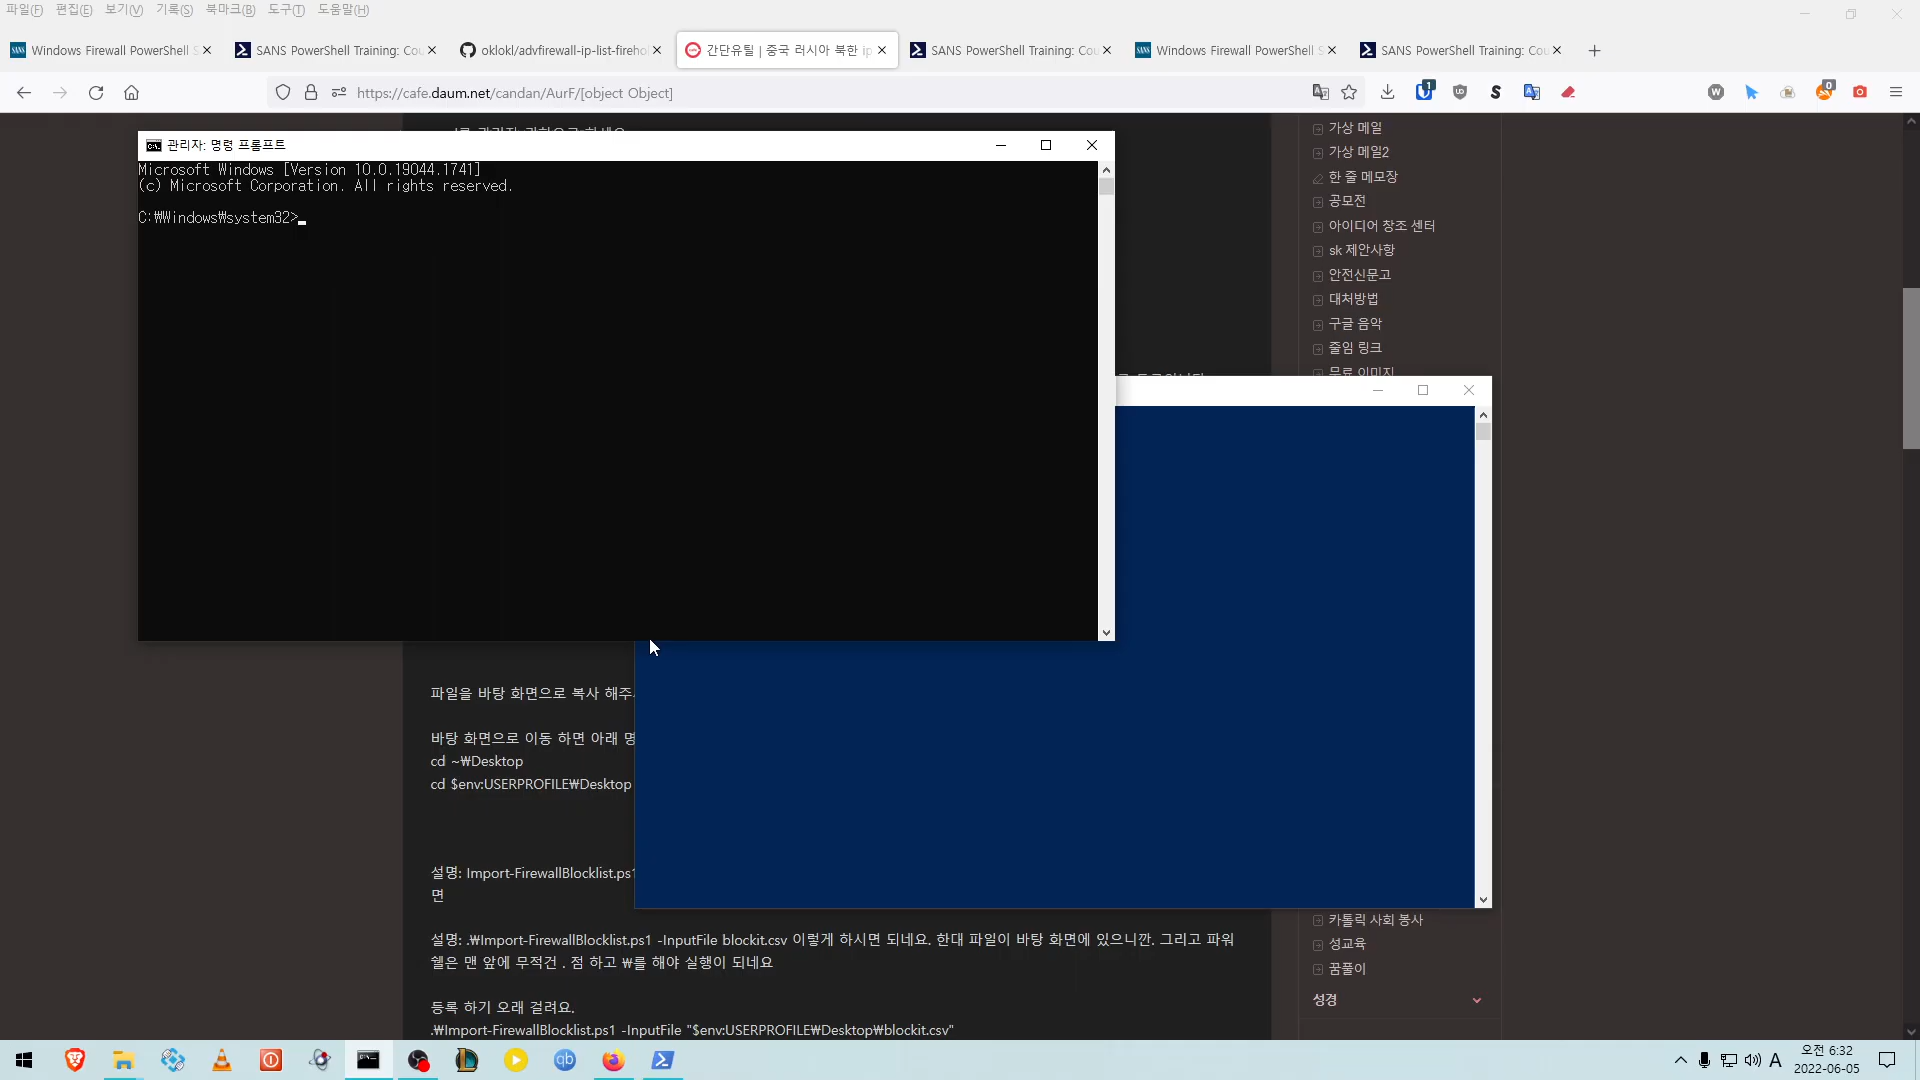 파일(F) 편집(E) 보기(V) 기록(S) 북마크(B) 도구(T) 도움말(H)
Windows Firewall PowerShell S
SANS PowerShell Training: Cou
oklokl/advfirewall-ip-list-firehol
간단유틸 | 중국 러시아 북한 ip
SANS PowerShell Training: Cou
Windows Firewall PowerShell S
SANS PowerShell Training: Cou
https://cafe.daum.net/candan/AurF/[object Object]
관리자: 명령 프롬프트
Microsoft Windows [Version 10.0.19044.1741]
(c) Microsoft Corporation. All rights reserved.
C:₩Windows₩system32>
가상 메일
가상 메일2
한 줄 메모장
공모전
아이디어 창조 센터
sk 제안사항
안전신문고
대처방법
구글 음악
줄임 링크
무료 이미지
파일을 바탕 화면으로 복사 해주
바탕 화면으로 이동 하면 아래 명
cd ~₩Desktop
cd $env:USERPROFILE₩Desktop
설명: Import-FirewallBlocklist.ps1
면
설명: .₩Import-FirewallBlocklist.ps1 -InputFile blockit.csv 이렇게 하시면 되네요. 한대 파일이 바탕 화면에 있으니깐. 그리고 파워
쉘은 맨 앞에 무적건 . 점 하고 ₩를 해야 실행이 되네요
등록 하기 오래 걸려요.
.₩Import-FirewallBlocklist.ps1 -InputFile "$env:USERPROFILE₩Desktop₩blockit.csv"
카톨릭 사회 봉사
성교육
꿈풀이
성경
A
오전 6:32
2022-06-05